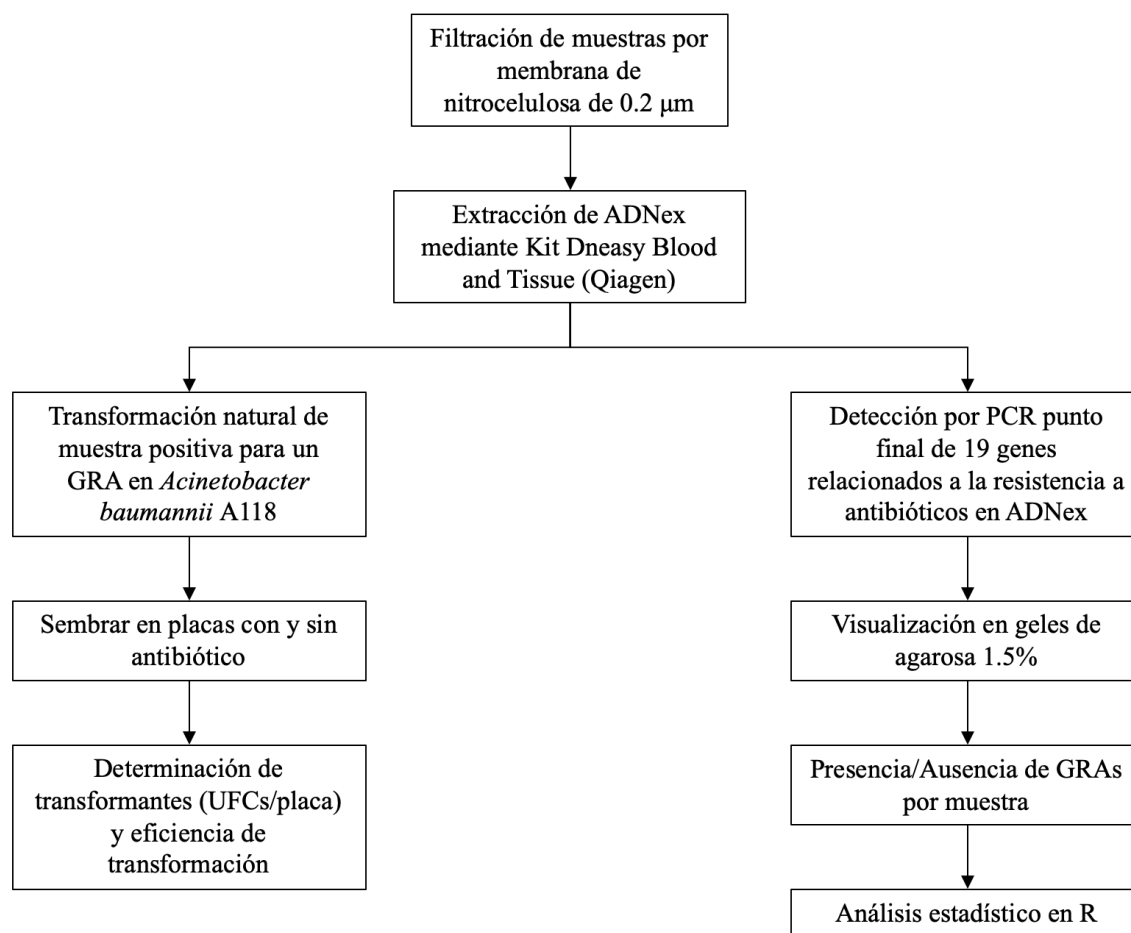 Filtración de muestras por
membrana de
nitrocelulosa de 0.2 μm
Extracción de ADNex
mediante Kit Dneasy Blood
and Tissue (Qiagen)
Transformación natural de
muestra positiva para un
GRA en Acinetobacter
baumannii A118
Sembrar en placas con y sin
antibiótico
Determinación de
transformantes (UFCs/placa)
y eficiencia de
transformación
Detección por PCR punto
final de 19 genes
relacionados a la resistencia a
antibióticos en ADNex
Visualización en geles de
agarosa 1.5%
Presencia/Ausencia de GRAs
por muestra
Análisis estadístico en R